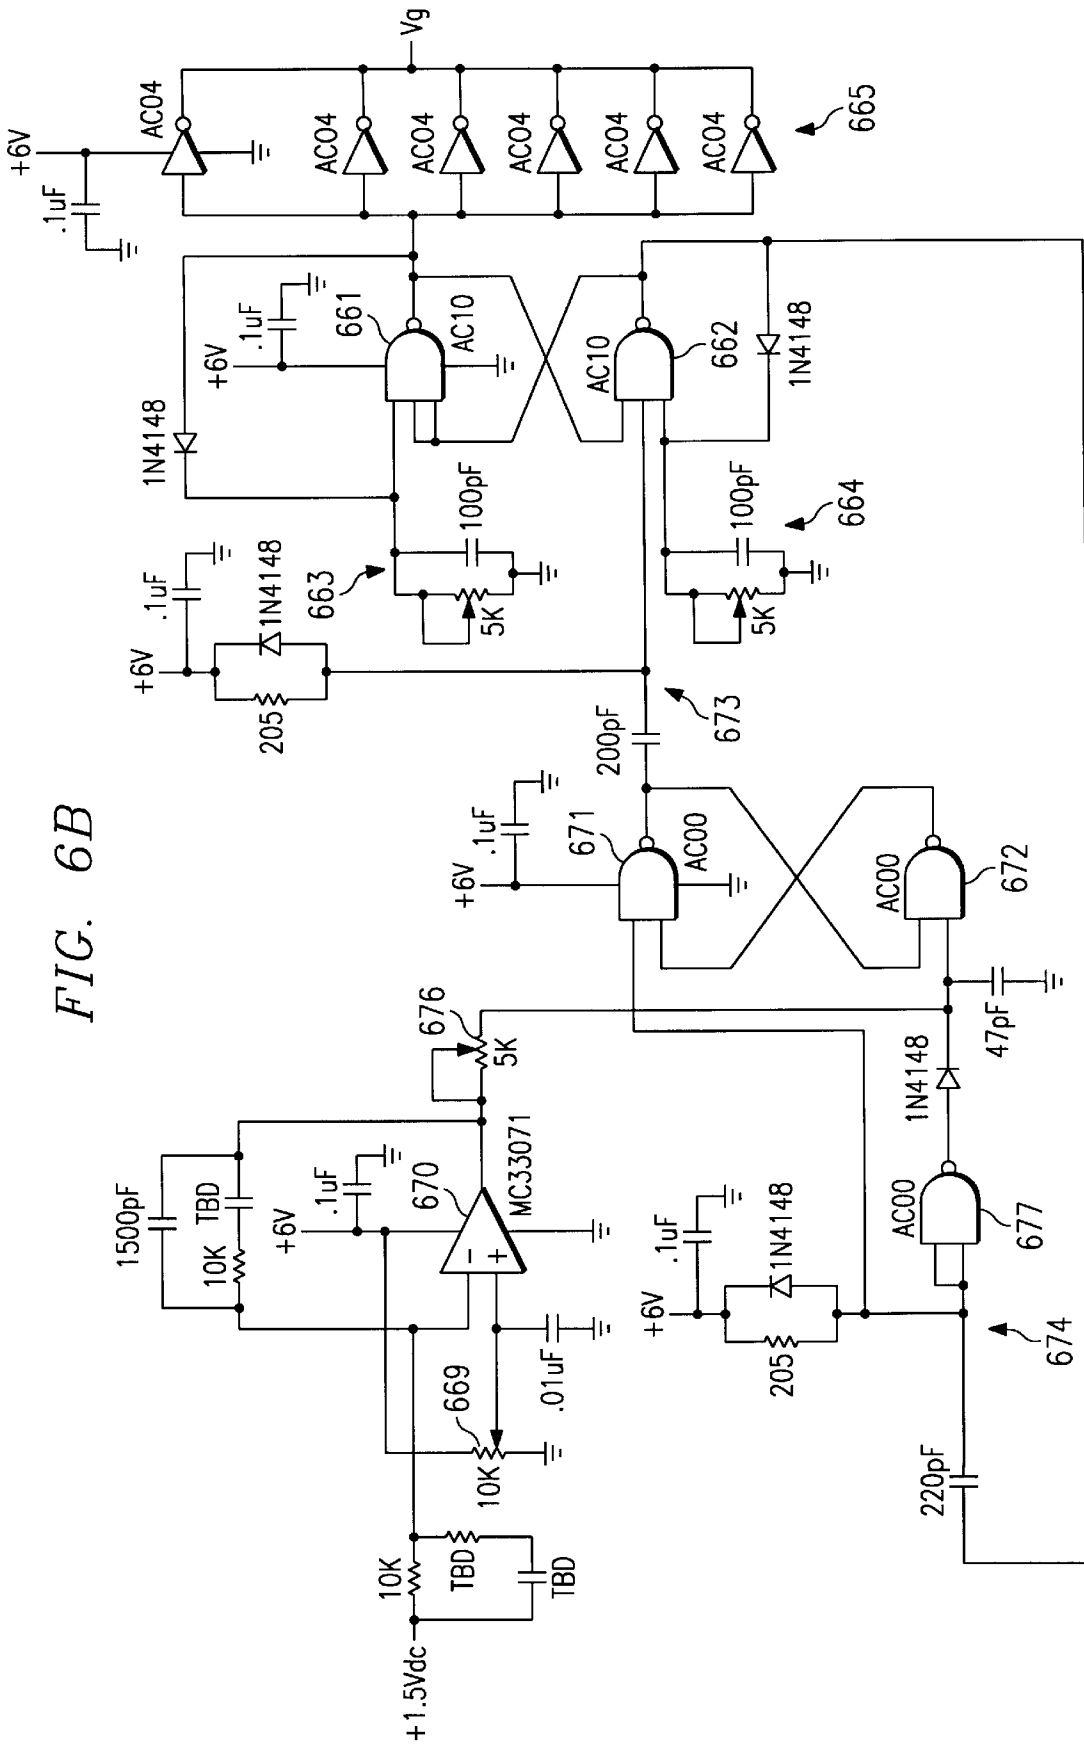 FIG. 6B
+1.5Vdc
10K
TBD
TBD
10K
669
.01uF
1500pF
TBD
10K
+6V
.1uF
670
MC33071
676
5K
+6V
.1uF
205
1N4148
220pF
674
AC00
677
1N4148
47pF
+6V
.1uF
671
AC00
AC00
672
200pF
673
+6V
.1uF
205
1N4148
663
5K
100pF
664
5K
100pF
1N4148
+6V
.1uF
661
AC10
AC10
662
1N4148
+6V
.1uF
AC04
AC04
AC04
AC04
AC04
AC04
Vg
665